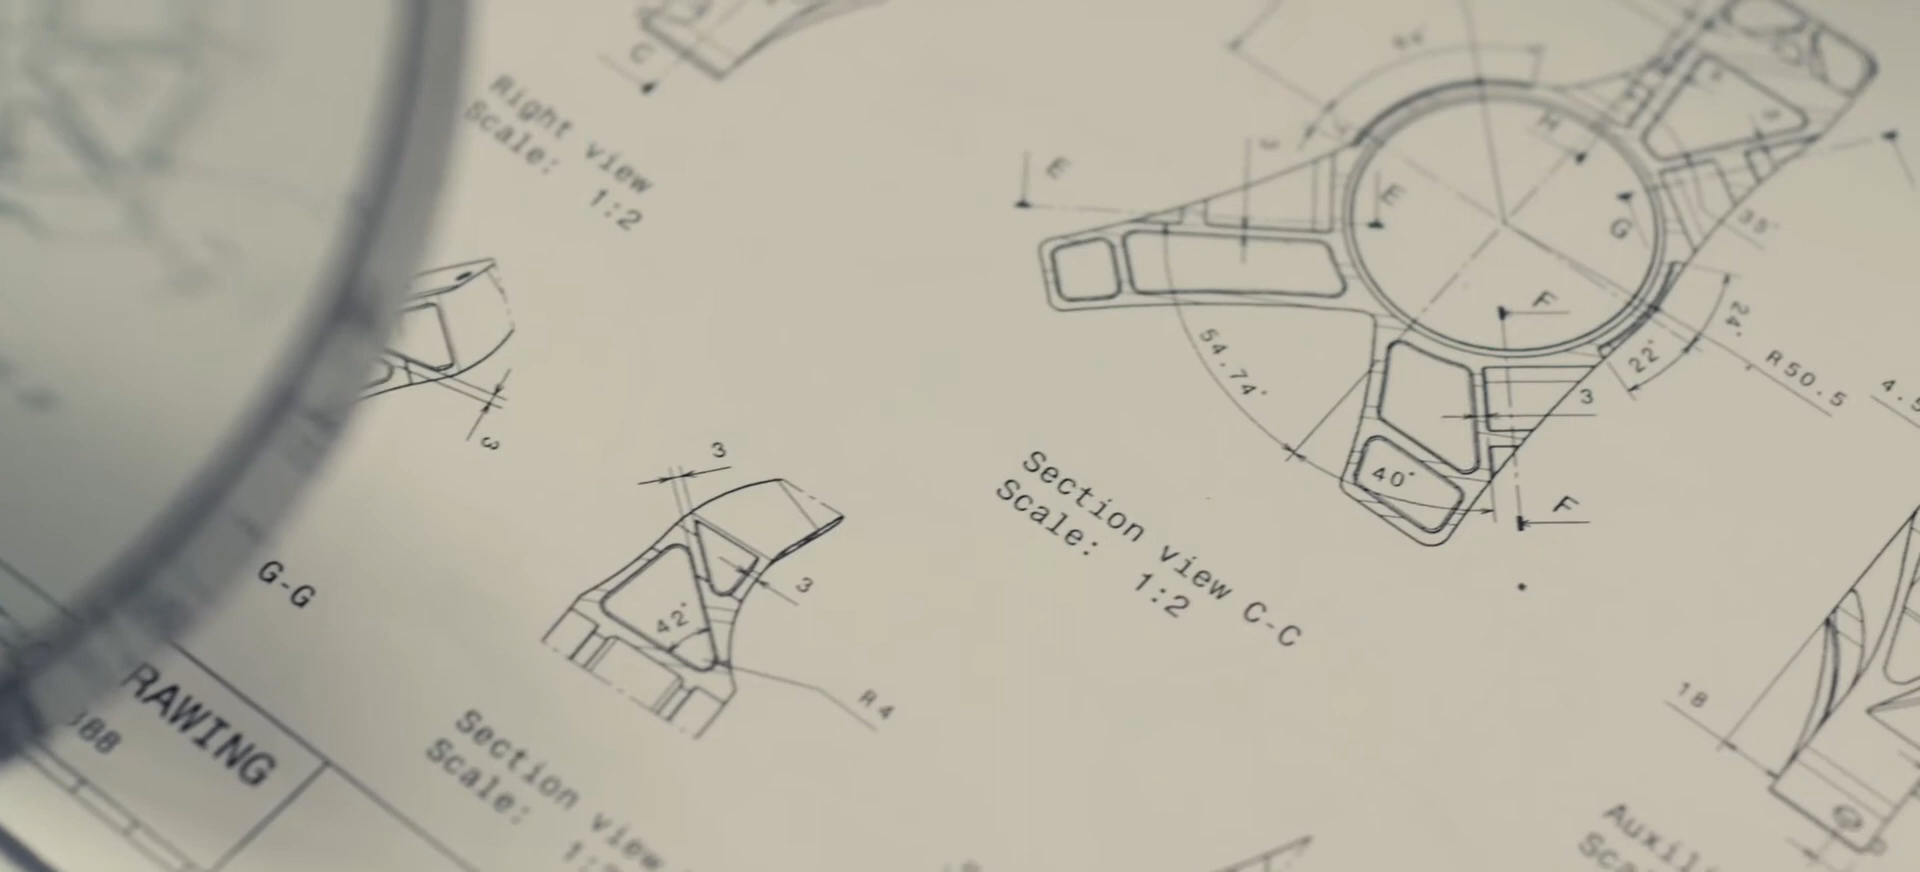 C
Right view
Scale: 1:2
E
E
H
G
35°
F
24°
22°
R50.5
54.74°
3
40°
F
3
3
3
42°
R4
Section view C-C
Scale: 1:2
G-G
RAWING
88
Section view
Scale:
18